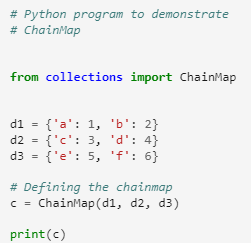 # Python program to demonstrate
# ChainMap
from collections import ChainMap
d1 = {'a': 1, 'b': 2}
d2 = {'c': 3, 'd': 4}
d3 = {'e': 5, 'f': 6}
# Defining the chainmap
c = ChainMap(d1, d2, d3)
print(c)